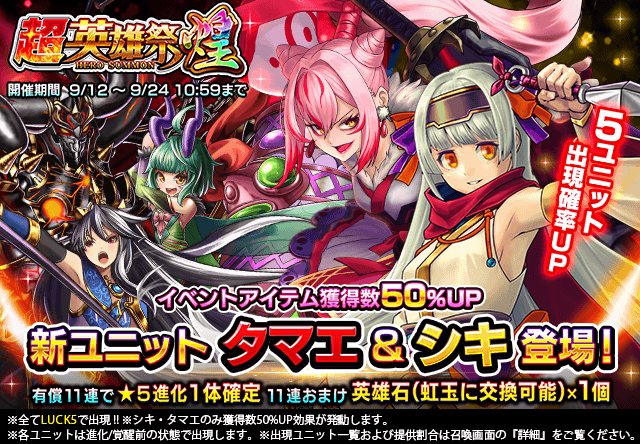 超英雄祭煌
HERO SUMMON
開催期間 9/12 ～ 9/24 10:59まで
5ユニット
出現確率UP
イベントアイテム獲得数50%UP
新ユニット タマエ & シキ 登場!
有償11連で ★5進化1体確定 11連おまけ 英雄石(虹玉に交換可能)×1個
※全てLUCK5で出現!!※シキ・タマエのみ獲得数50%UP効果が発動します。
※各ユニットは進化/覚醒前の状態で出現します。※出現ユニット一覧および提供割合は召喚画面の『詳細』をご覧ください。